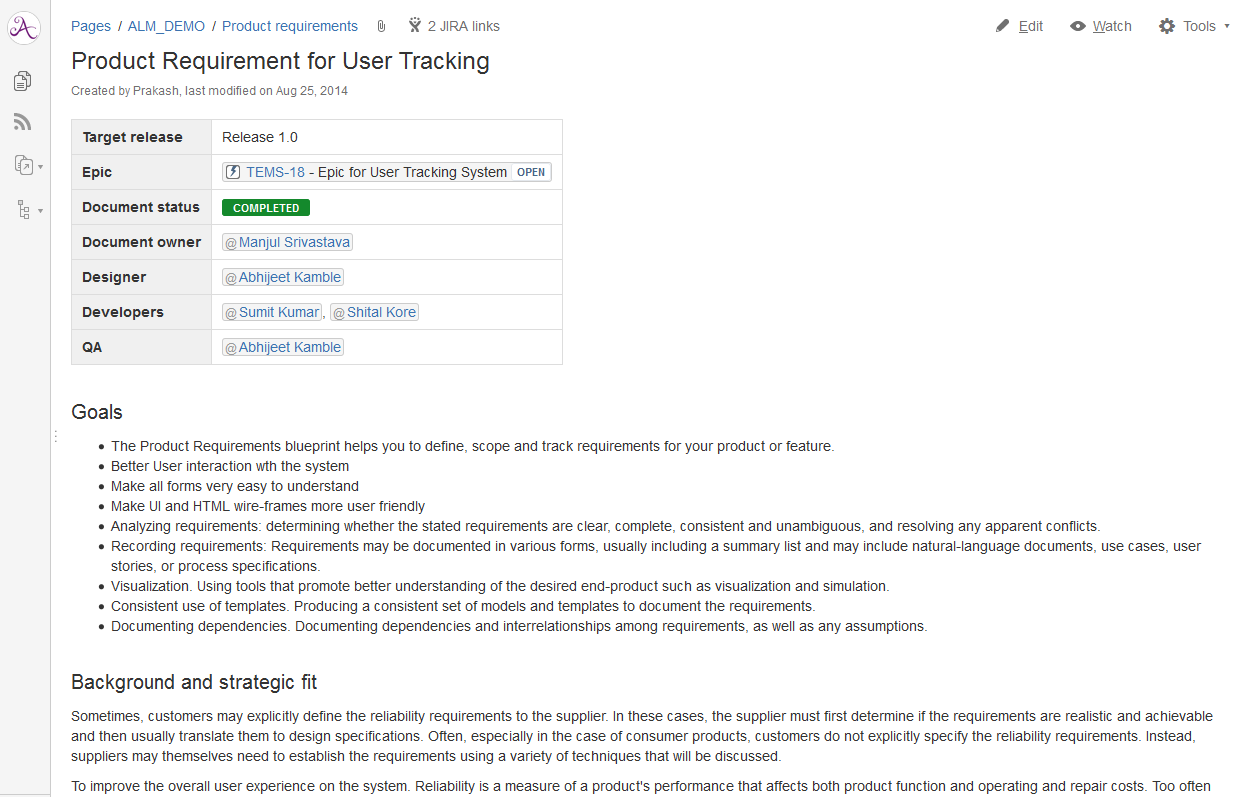 Pages / ALM_DEMO / Product requirements 2 JIRA links Edit Watch Tools
Product Requirement for User Tracking
Created by Prakash, last modified on Aug 25, 2014
Target release Release 1.0
Epic TEMS-18 - Epic for User Tracking System OPEN
Document status COMPLETED
Document owner @Manjul Srivastava
Designer @Abhijeet Kamble
Developers @Sumit Kumar, @Shital Kore
QA @Abhijeet Kamble
Goals
• The Product Requirements blueprint helps you to define, scope and track requirements for your product or feature.
• Better User interaction wth the system
• Make all forms very easy to understand
• Make UI and HTML wire-frames more user friendly
• Analyzing requirements: determining whether the stated requirements are clear, complete, consistent and unambiguous, and resolving any apparent conflicts.
• Recording requirements: Requirements may be documented in various forms, usually including a summary list and may include natural-language documents, use cases, user
stories, or process specifications.
• Visualization. Using tools that promote better understanding of the desired end-product such as visualization and simulation.
• Consistent use of templates. Producing a consistent set of models and templates to document the requirements.
• Documenting dependencies. Documenting dependencies and interrelationships among requirements, as well as any assumptions.
Background and strategic fit
Sometimes, customers may explicitly define the reliability requirements to the supplier. In these cases, the supplier must first determine if the requirements are realistic and achievable
and then usually translate them to design specifications. Often, especially in the case of consumer products, customers do not explicitly specify the reliability requirements. Instead,
suppliers may themselves need to establish the requirements using a variety of techniques that will be discussed.
To improve the overall user experience on the system. Reliability is a measure of a product's performance that affects both product function and operating and repair costs. Too often